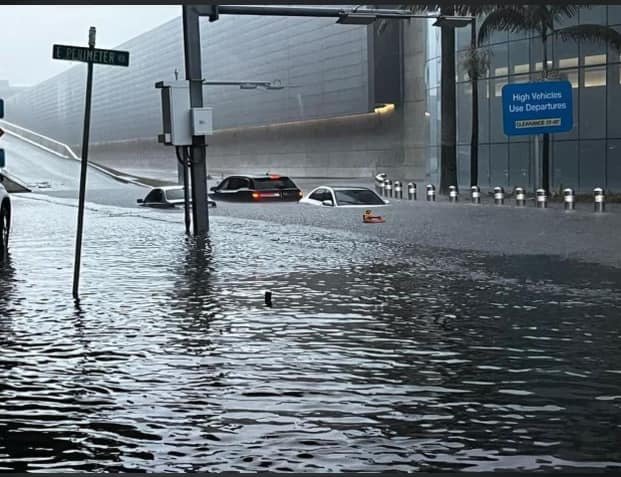 E PERIMETER
High Vehicles
Use Departures